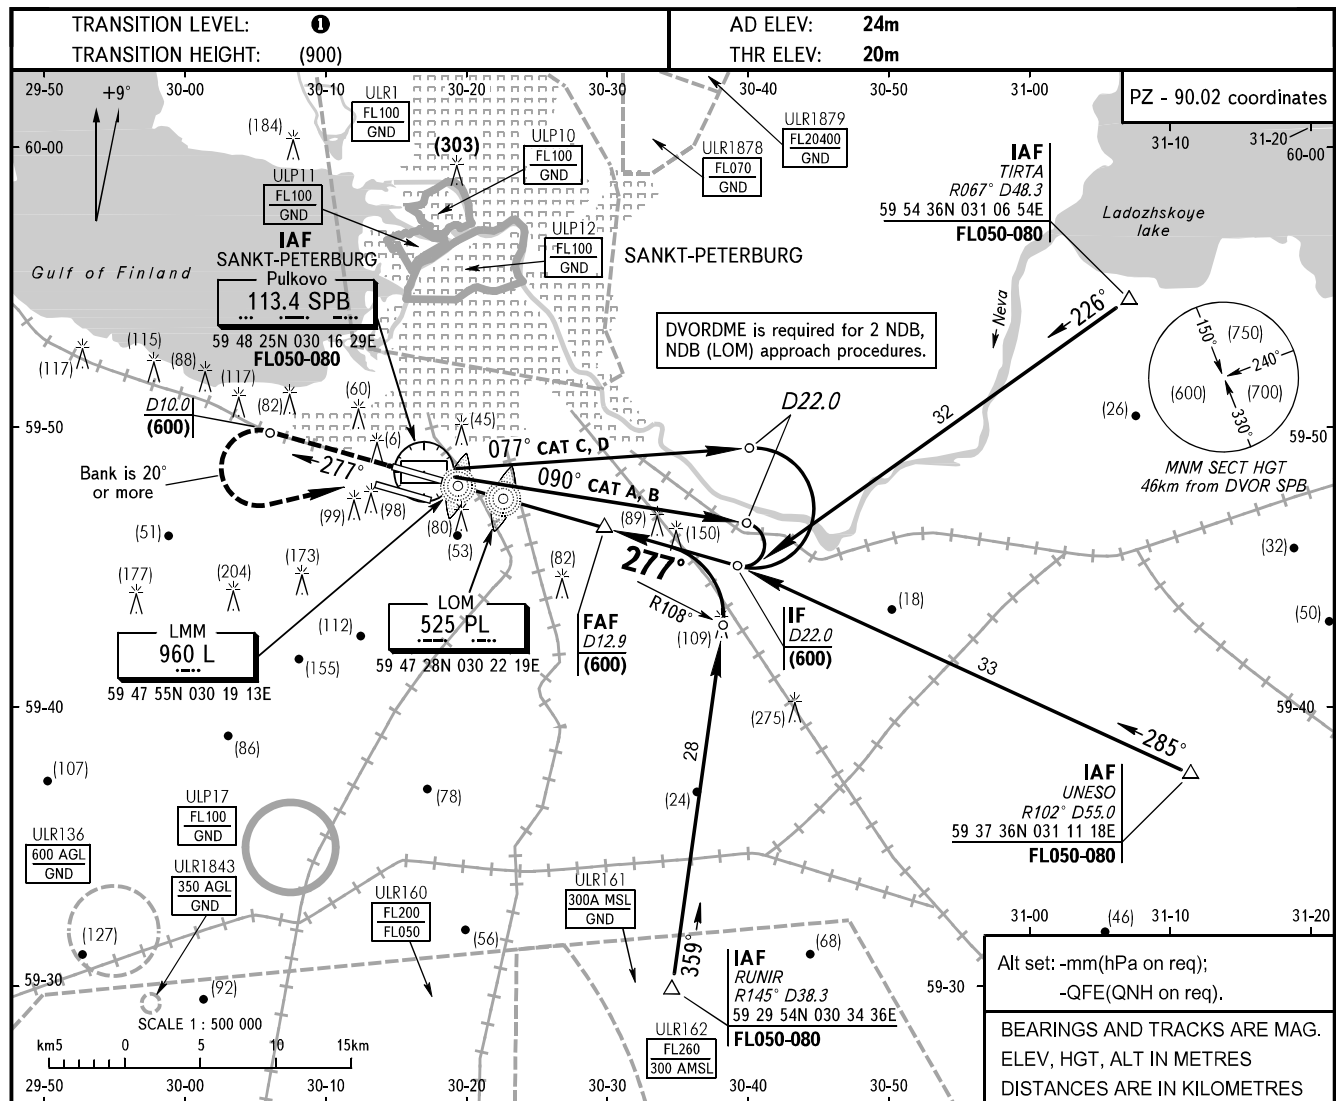 TRANSITION LEVEL: 1
TRANSITION HEIGHT: (900)
AD ELEV: 24m
THR ELEV: 20m
29-50 30-00 30-10 30-20 30-30 30-40 30-50 31-00
PZ - 90.02 coordinates
31-10 31-20
60-00
+9°
60-00
(184)
ULR1
FL100
GND
(303)
ULP10
FL100
GND
ULR1879
FL20400
GND
ULR1878
FL070
GND
ULP11
FL100
GND
ULP12
FL100
GND
SANKT-PETERBURG
IAF
TIRTA
R067° D48.3
59 54 36N 031 06 54E
FL050-080
Ladozhskoye
lake
Gulf of Finland
IAF
SANKT-PETERBURG
Pulkovo
113.4 SPB
59 48 25N 030 16 29E
FL050-080
DVORDME is required for 2 NDB,
NDB (LOM) approach procedures.
Neva
226°
32
150°
(750)
240°
(600)
(700)
330°
MNM SECT HGT
46km from DVOR SPB
(117)
(115)
(88)
(117)
(82)
(60)
(6)
(45)
(26)
D10.0
(600)
59-50
59-50
D22.0
077° CAT C, D
090° CAT A, B
277°
Bank is 20°
or more
(99)
(98)
(80)
(53)
(89)
(150)
(51)
(32)
(177)
(204)
(173)
(82)
277°
R108°
(109)
(18)
(50)
LMM
960 L
59 47 55N 030 19 13E
LOM
525 PL
59 47 28N 030 22 19E
(112)
(155)
FAF
D12.9
(600)
IF
D22.0
(600)
33
59-40
59-40
(275)
285°
(86)
(107)
(78)
28
(24)
IAF
UNESO
R102° D55.0
59 37 36N 031 11 18E
FL050-080
ULP17
FL100
GND
ULR136
600 AGL
GND
ULR1843
350 AGL
GND
ULR160
FL200
FL050
ULR161
300A MSL
GND
31-00 31-10 31-20
(127)
(56)
(68)
(46)
359°
IAF
RUNIR
R145° D38.3
59 29 54N 030 34 36E
FL050-080
59-30
59-30
(92)
ULR162
FL260
300 AMSL
Alt set: -mm(hPa on req);
-QFE(QNH on req).
SCALE 1 : 500 000
km5 0 5 10 15km
BEARINGS AND TRACKS ARE MAG.
ELEV, HGT, ALT IN METRES
DISTANCES ARE IN KILOMETRES
29-50 30-00 30-10 30-20 30-30 30-40 30-50